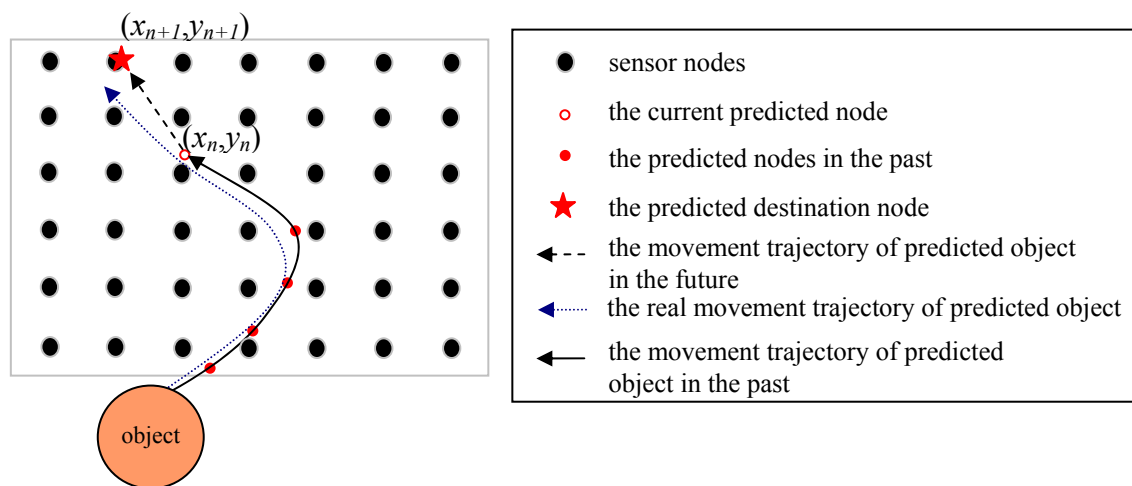 (xn+1,yn+1)
(xn,yn)
object
sensor nodes
the current predicted node
the predicted nodes in the past
the predicted destination node
the movement trajectory of predicted object
in the future
the real movement trajectory of predicted object
the movement trajectory of predicted
object in the past